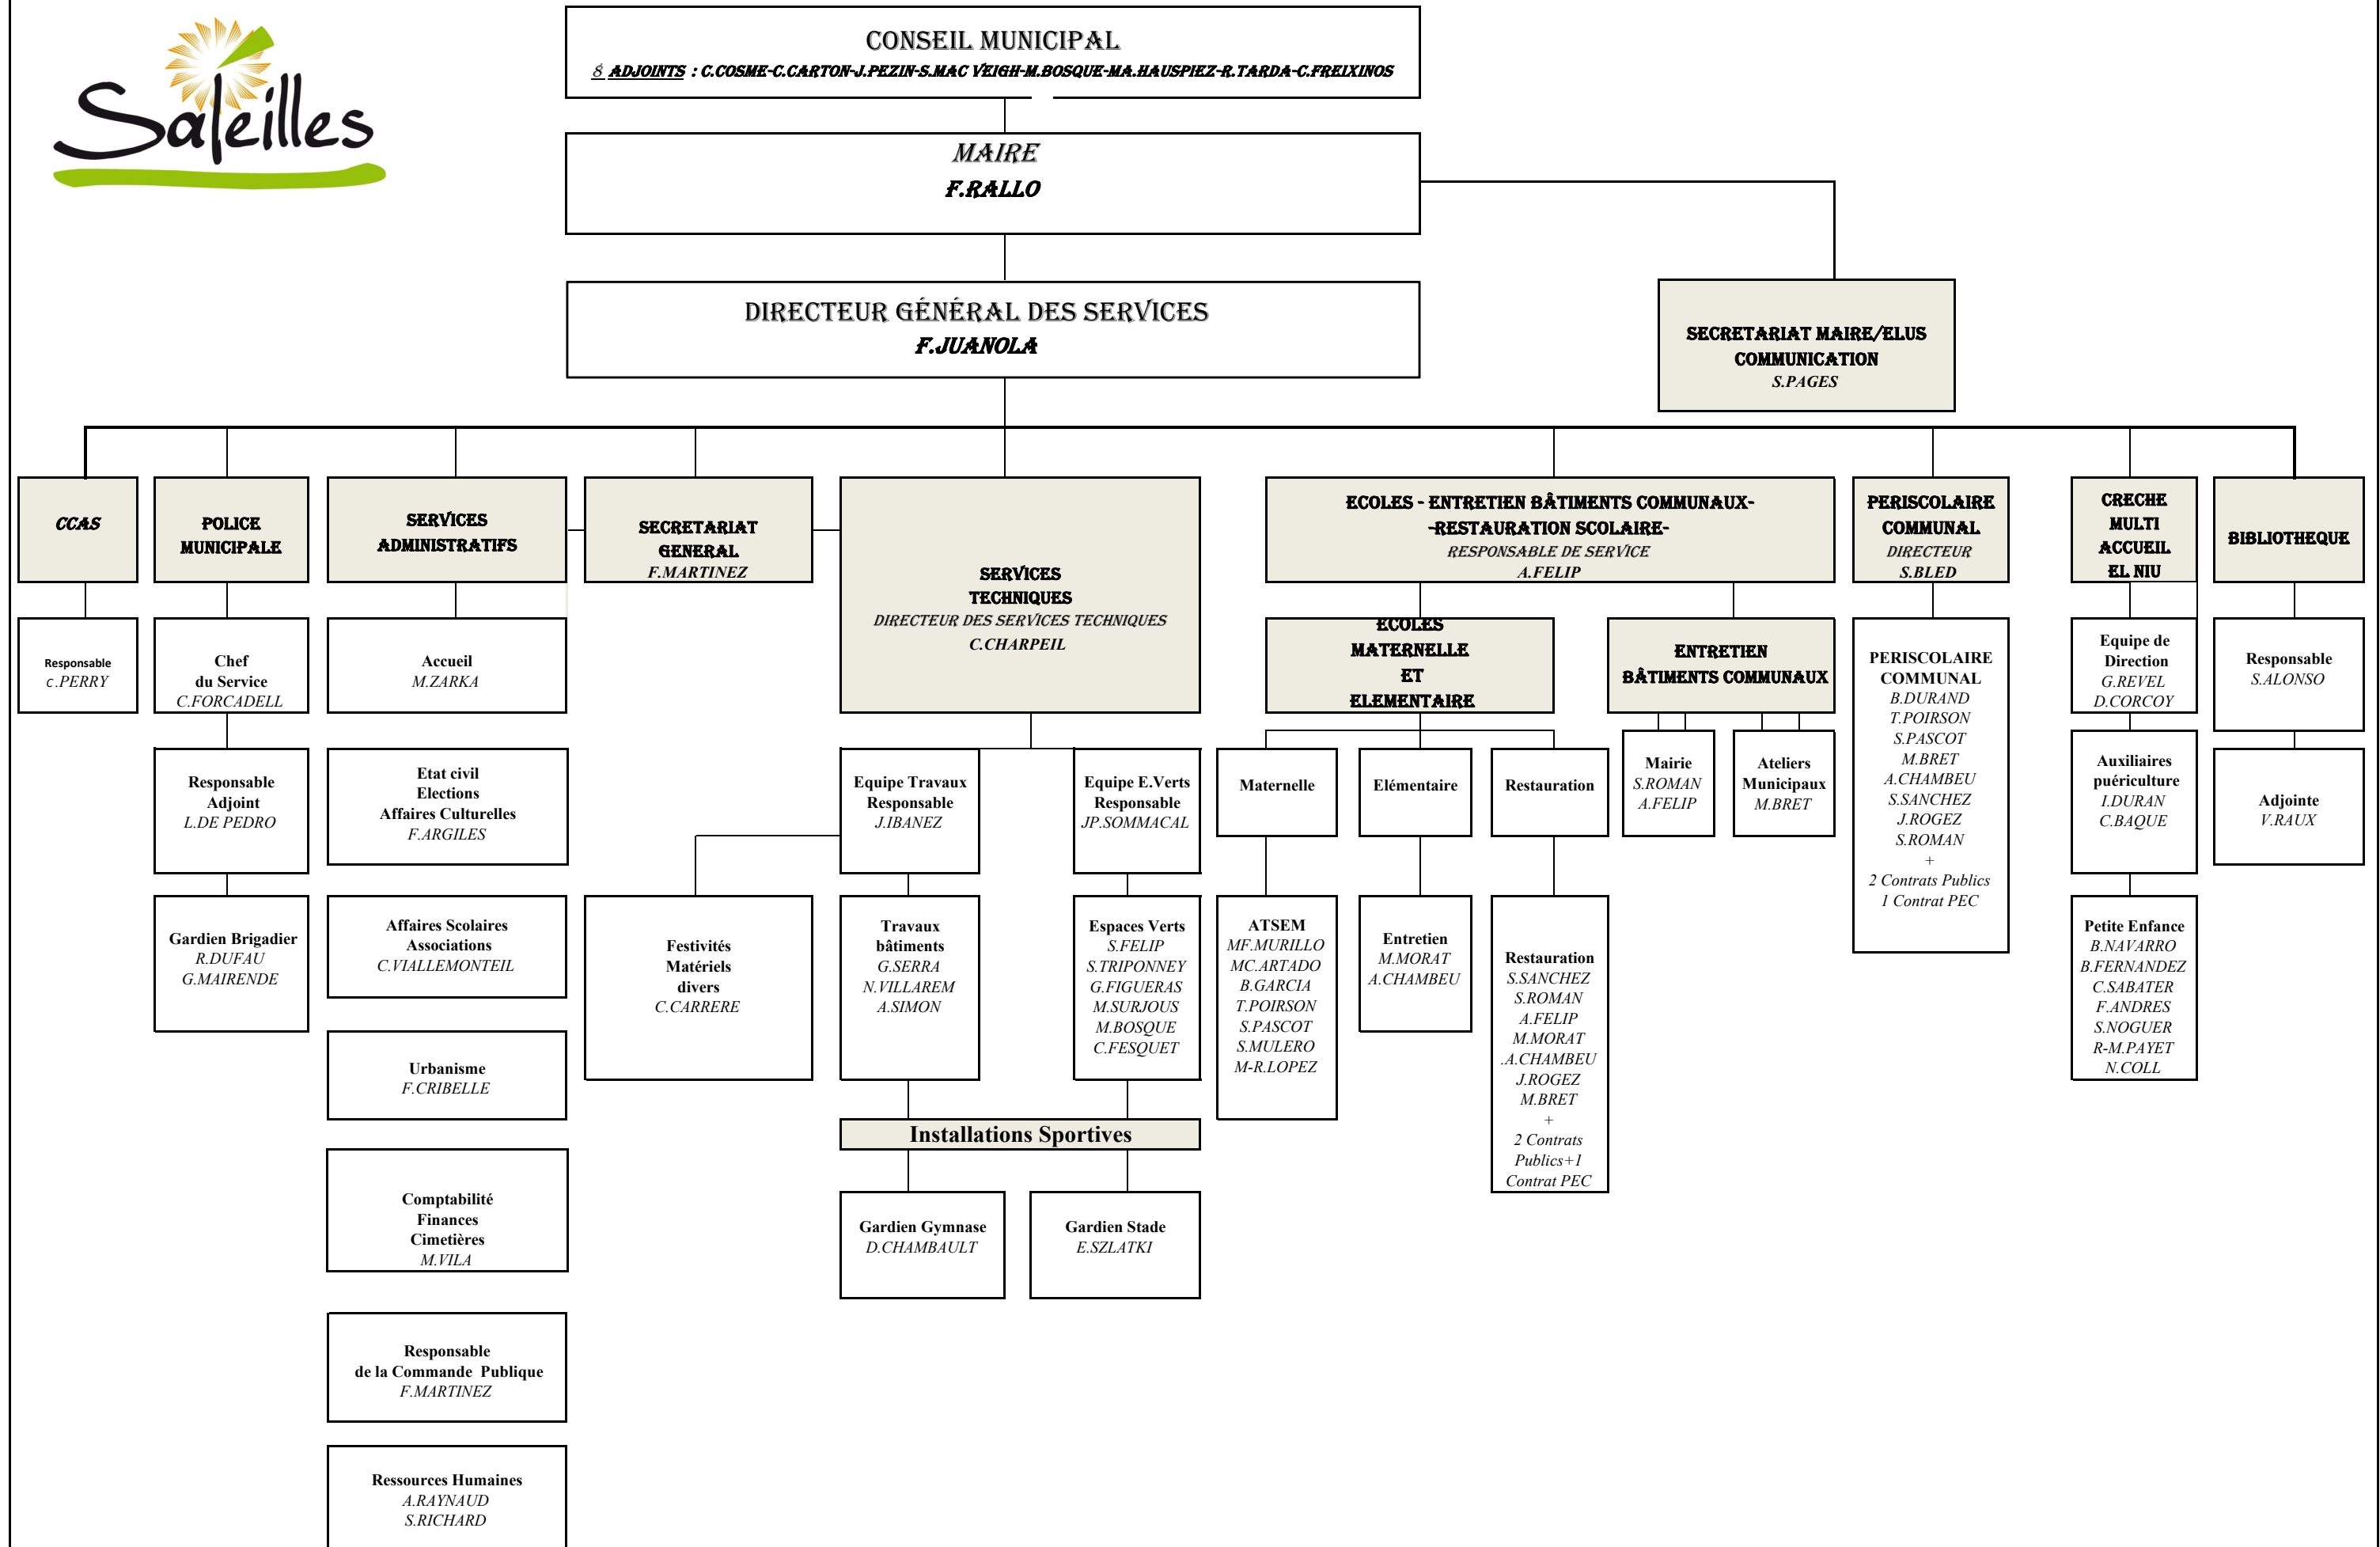 Saleilles
CONSEIL MUNICIPAL
8 ADJOINTS : C.COSME-C.CARTON-J.PEZIN-S.MAC VEIGH-M.BOSQUE-MA.HAUSPIEZ-R.TARDA-C.FREIXINOS
MAIRE
F.RALLO
DIRECTEUR GÉNÉRAL DES SERVICES
F.JUANOLA
SECRETARIAT MAIRE/ELUS
COMMUNICATION
S.PAGES
CCAS
Responsable
C.PERRY
POLICE
MUNICIPALE
Chef
du Service
C.FORCADELL
Responsable
Adjoint
L.DE PEDRO
Gardien Brigadier
R.DUFAU
G.MAIRENDE
SERVICES
ADMINISTRATIFS
Accueil
M.ZARKA
Etat civil
Elections
Affaires Culturelles
F.ARGILES
Affaires Scolaires
Associations
C.VIALLEMONTEIL
Urbanisme
F.CRIBELLE
Comptabilité
Finances
Cimetières
M.VILA
Responsable
de la Commande Publique
F.MARTINEZ
Ressources Humaines
A.RAYNAUD
S.RICHARD
SECRETARIAT
GENERAL
F.MARTINEZ
SERVICES
TECHNIQUES
DIRECTEUR DES SERVICES TECHNIQUES
C.CHARPEIL
Equipe Travaux
Responsable
J.IBANEZ
Equipe E.Verts
Responsable
JP.SOMMACAL
Festivités
Matériels
divers
C.CARRERE
Travaux
bâtiments
G.SERRA
N.VILLAREM
A.SIMON
Espaces Verts
S.FELIP
S.TRIPONNEY
G.FIGUERAS
M.SURJOUS
M.BOSQUE
C.FESQUET
Installations Sportives
Gardien Gymnase
D.CHAMBAULT
Gardien Stade
E.SZLATKI
ECOLES - ENTRETIEN BÂTIMENTS COMMUNAUX-
-RESTAURATION SCOLAIRE-
RESPONSABLE DE SERVICE
A.FELIP
ECOLES
MATERNELLE
ET
ELEMENTAIRE
Maternelle
Elémentaire
Restauration
ATSEM
MF.MURILLO
MC.ARTADO
B.GARCIA
T.POIRSON
S.PASCOT
S.MULERO
M-R.LOPEZ
Entretien
M.MORAT
A.CHAMBEU
Restauration
S.SANCHEZ
S.ROMAN
A.FELIP
M.MORAT
.A.CHAMBEU
J.ROGEZ
M.BRET
+
2 Contrats
Publics+1
Contrat PEC
ENTRETIEN
BÂTIMENTS COMMUNAUX
Mairie
S.ROMAN
A.FELIP
Ateliers
Municipaux
M.BRET
PERISCOLAIRE
COMMUNAL
DIRECTEUR
S.BLED
PERISCOLAIRE
COMMUNAL
B.DURAND
T.POIRSON
S.PASCOT
M.BRET
A.CHAMBEU
S.SANCHEZ
J.ROGEZ
S.ROMAN
+
2 Contrats Publics
1 Contrat PEC
CRECHE
MULTI
ACCUEIL
EL NIU
Equipe de
Direction
G.REVEL
D.CORCOY
Auxiliaires
puériculture
I.DURAN
C.BAQUE
Petite Enfance
B.NAVARRO
B.FERNANDEZ
C.SABATER
F.ANDRES
S.NOGUER
R-M.PAYET
N.COLL
BIBLIOTHEQUE
Responsable
S.ALONSO
Adjointe
V.RAUX